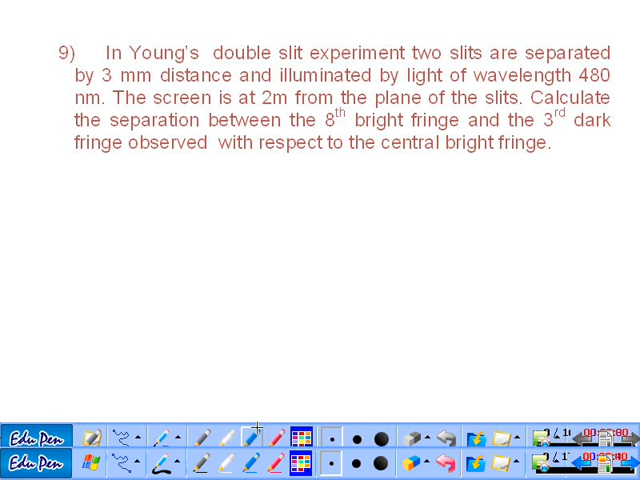 9) In Young's double slit experiment two slits are separated
by 3 mm distance and illuminated by light of wavelength 480
nm. The screen is at 2m from the plane of the slits. Calculate
the separation between the 8th bright fringe and the 3rd dark
fringe observed with respect to the central bright fringe.
Edu Pen
Edu Pen